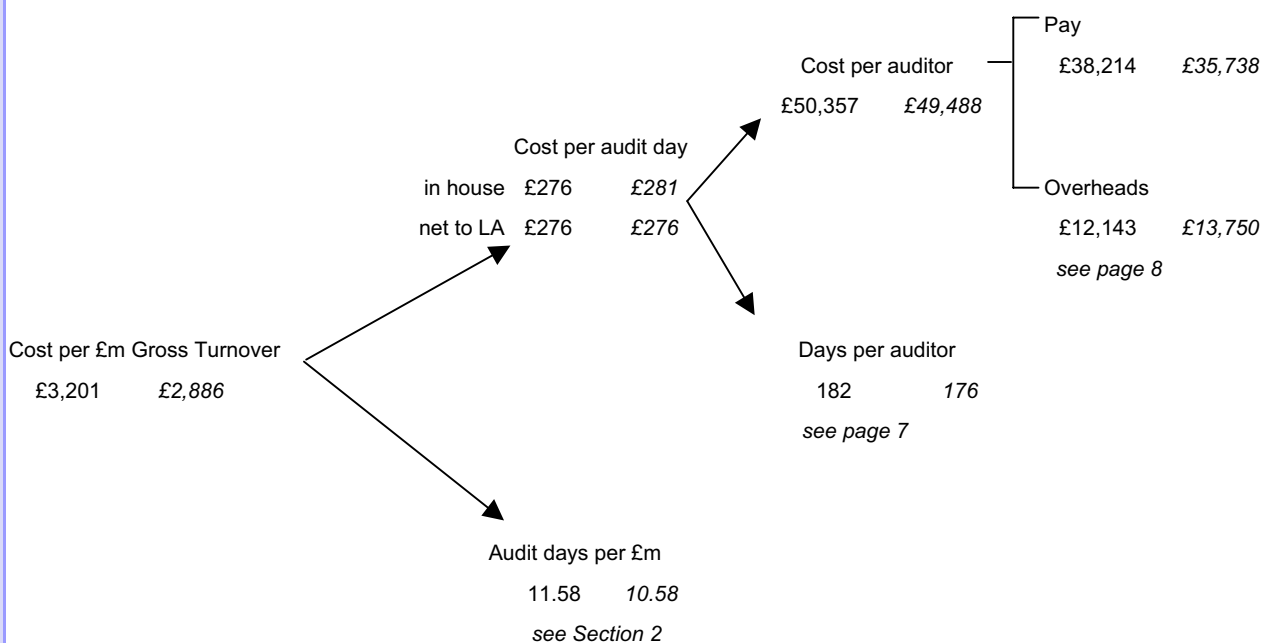 Pay
Cost per auditor £38,214 £35,738
£50,357 £49,488
Cost per audit day
in house £276 £281 Overheads
net to LA £276 £276 £12,143 £13,750
see page 8
Cost per £m Gross Turnover Days per auditor
£3,201 £2,886 182 176
see page 7
Audit days per £m
11.58 10.58
see Section 2